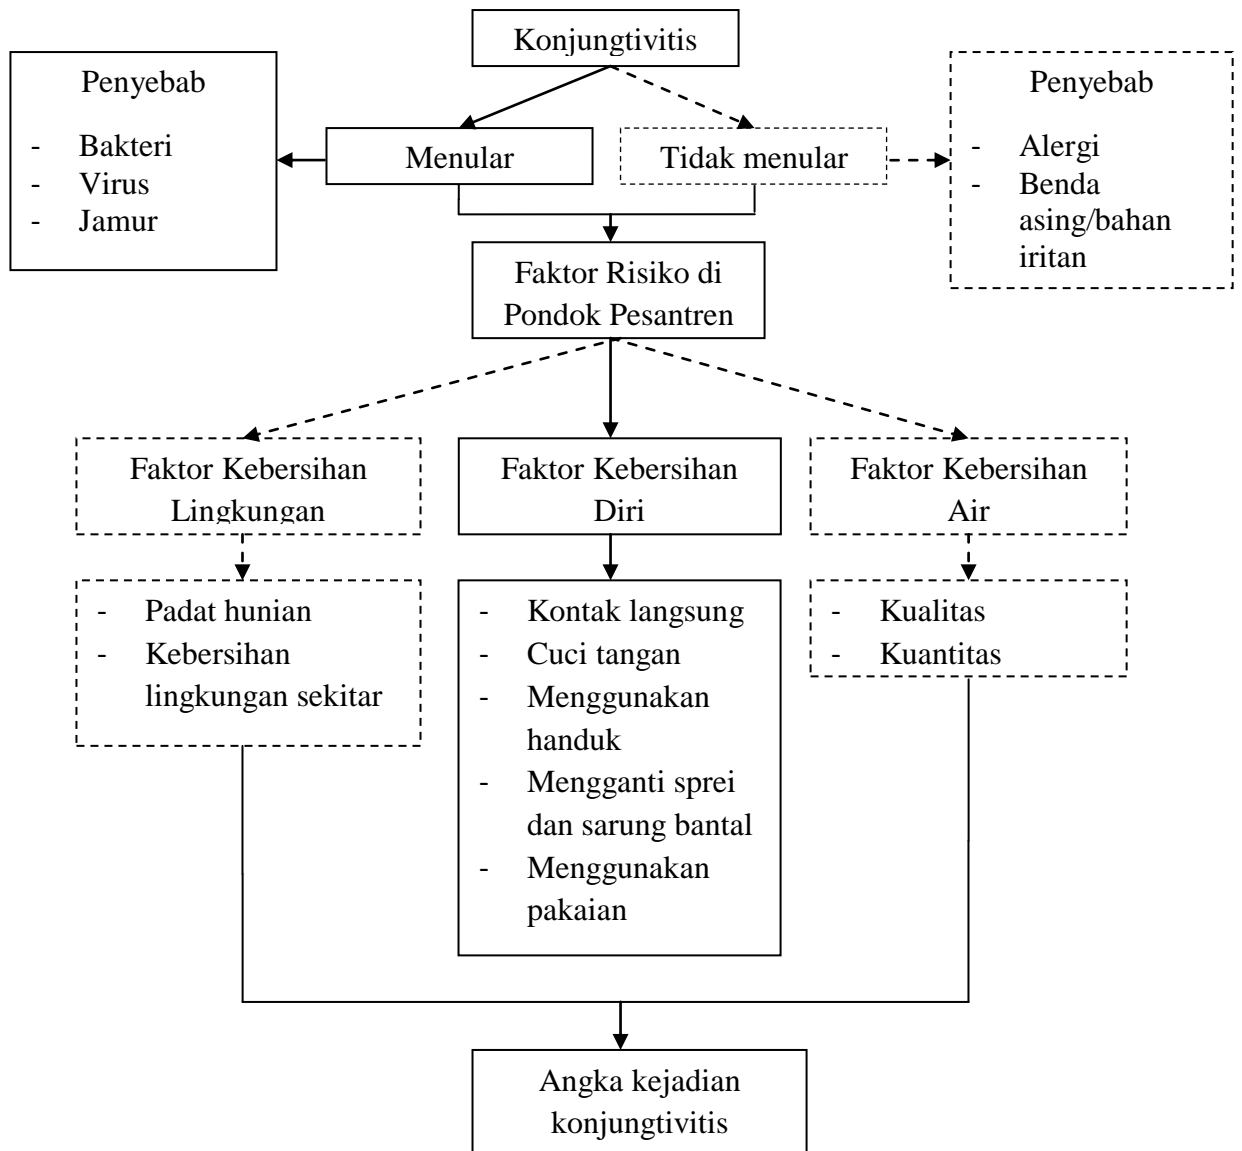 Konjungtivitis
Penyebab
- Bakteri
- Virus
- Jamur
Menular
Tidak menular
Penyebab
- Alergi
- Benda
asing/bahan
iritan
Faktor Risiko di
Pondok Pesantren
Faktor Kebersihan
Lingkungan
Faktor Kebersihan
Diri
Faktor Kebersihan
Air
- Padat hunian
- Kebersihan
lingkungan sekitar
- Kontak langsung
- Cuci tangan
- Menggunakan
handuk
- Mengganti sprei
dan sarung bantal
- Menggunakan
pakaian
- Kualitas
- Kuantitas
Angka kejadian
konjungtivitis